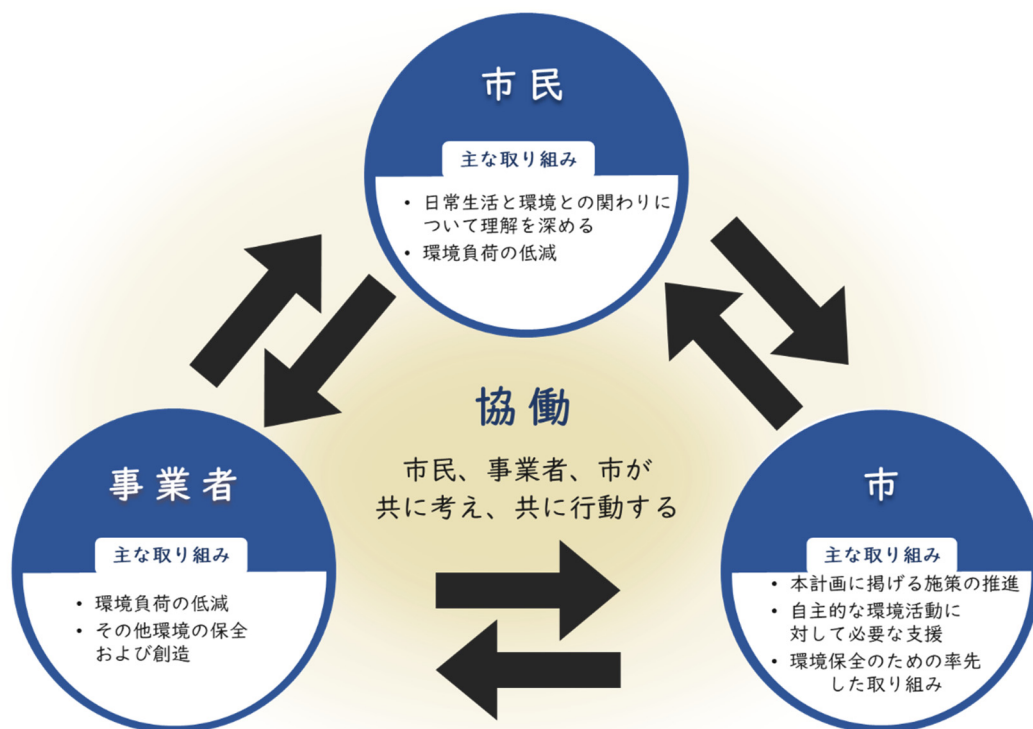 市民
主な取り組み
• 日常生活と環境との関わりに
ついて理解を深める
• 環境負荷の低減
協働
市民、事業者、市が
共に考え、共に行動する
事業者
主な取り組み
• 環境負荷の低減
• その他環境の保全
および創造
市
主な取り組み
• 本計画に掲げる施策の推進
• 自主的な環境活動に
対して必要な支援
• 環境保全のための率先
した取り組み